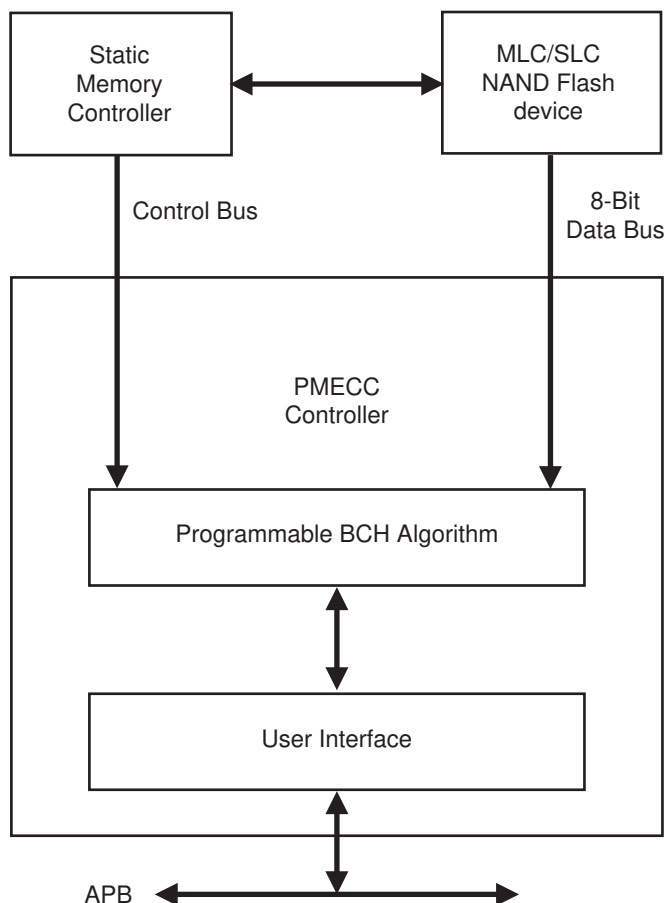 Static
Memory
Controller
MLC/SLC
NAND Flash
device
Control Bus
8-Bit
Data Bus
PMECC
Controller
Programmable BCH Algorithm
User Interface
APB